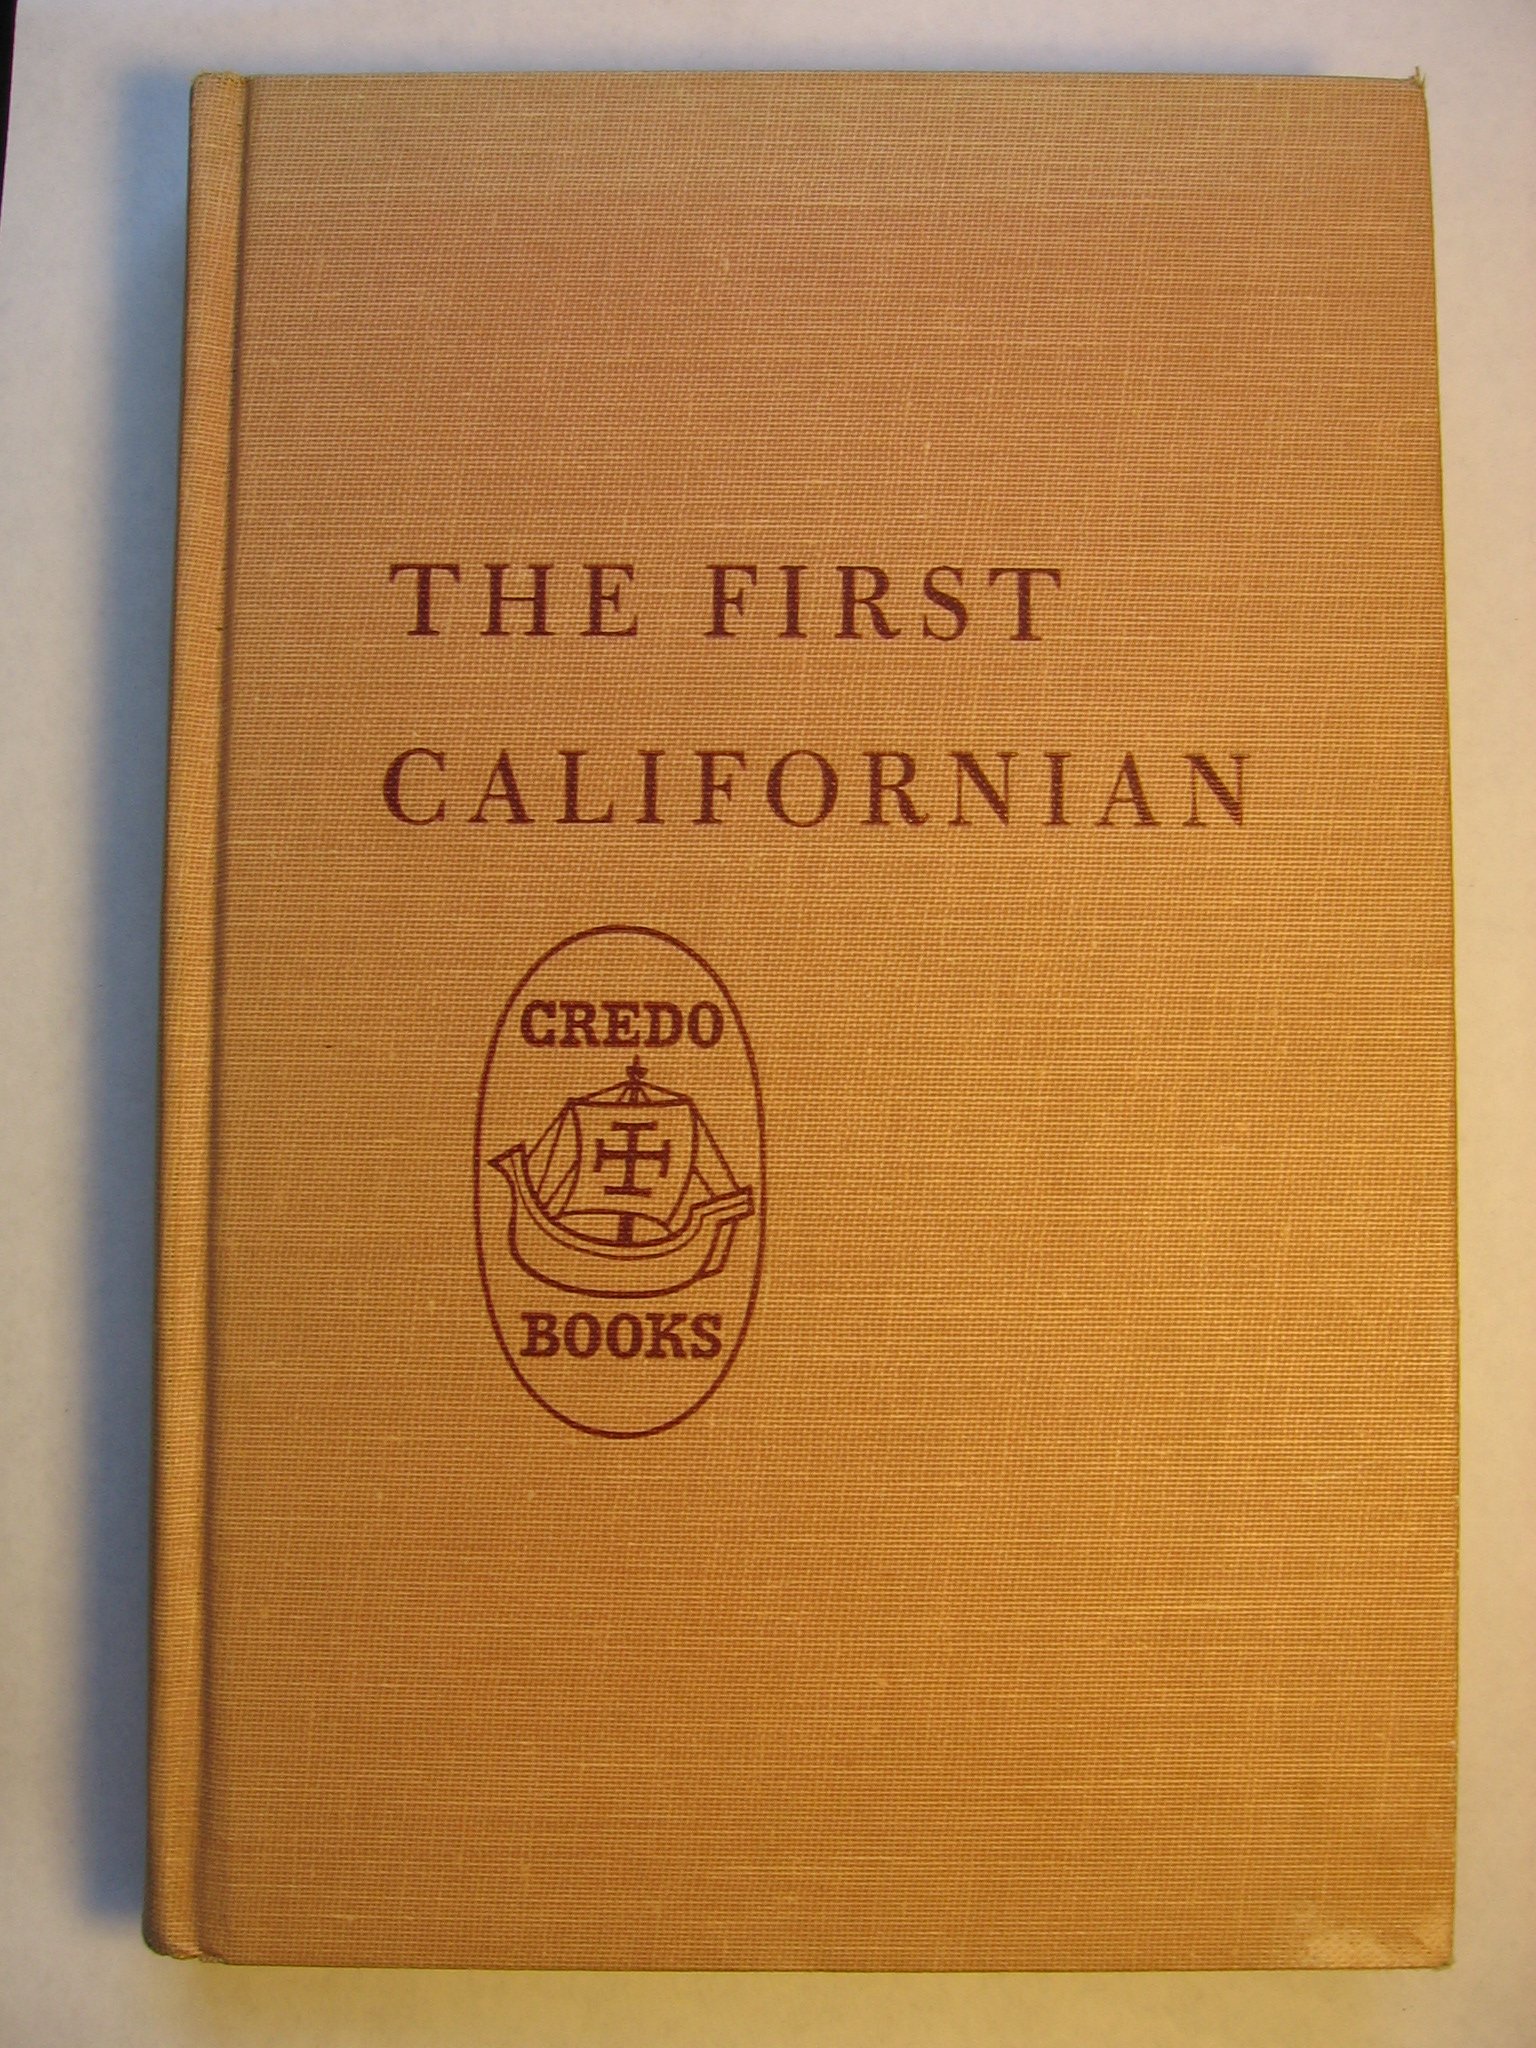 THE FIRST
CALIFORNIAN
CREDO
BOOKS